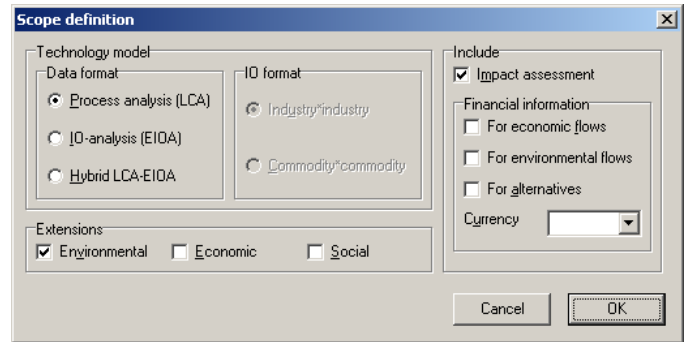 Scope definition
Technology model
Data format
Process analysis (LCA)
IO-analysis (EIOA)
Hybrid LCA-EIOA
IO format
Industry*industry
Commodity*commodity
Extensions
Environmental
Economic
Social
Include
Impact assessment
Financial information
For economic flows
For environmental flows
For alternatives
Currency
Cancel
OK